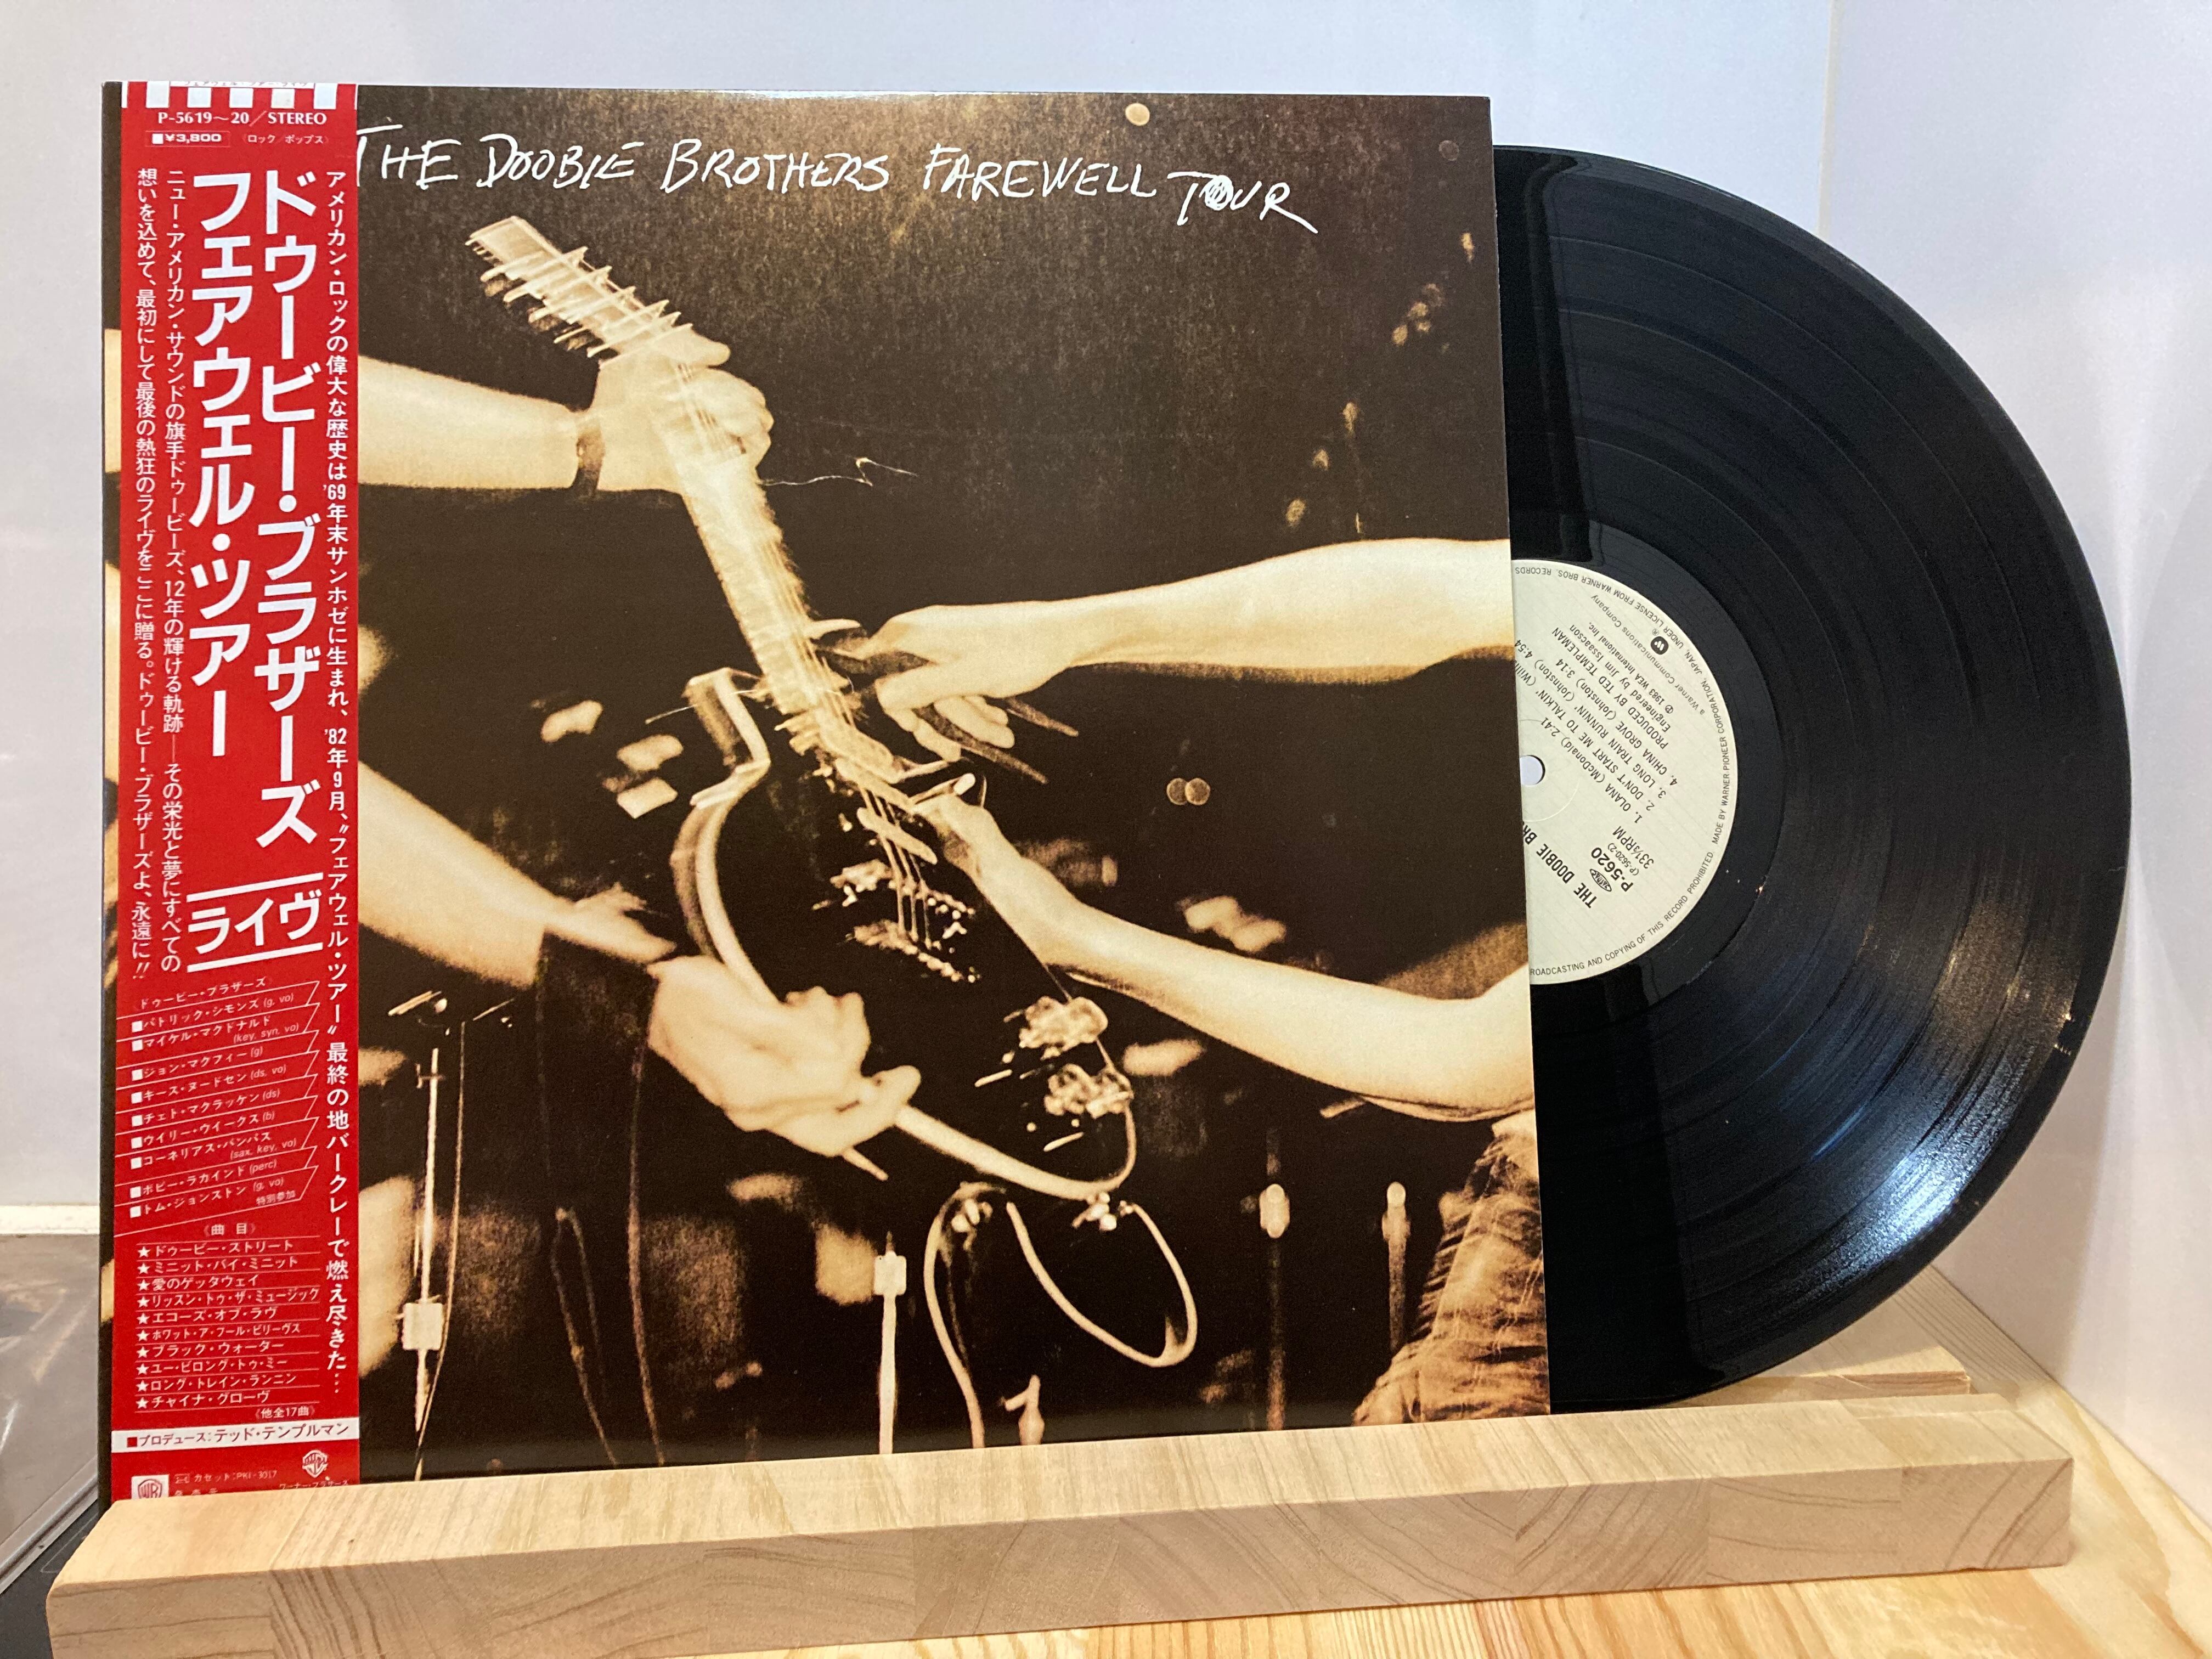 P-5619～20／STEREO
■¥3,800 〈ロック／ポップス〉
アメリカン・ロックの偉大な歴史は'69年末サンホゼに生まれ、'82年9月、〝フェアウェル・ツアー〟最終の地バークレーで燃え尽きた…
ドゥービー・ブラザーズ
フェアウェル・ツアー
ライヴ
ニュー・アメリカン・サウンドの旗手ドゥービーズ、12年の輝ける軌跡──その栄光と夢にすべての
想いを込めて、最初にして最後の熱狂のライヴをここに贈る。ドゥービー・ブラザーズよ、永遠に!!
〈ドゥービー・ブラザーズ〉
■パトリック・シモンズ (g, vo)
■マイケル・マクドナルド
(key, syn, vo)
■ジョン・マクフィー (g)
■キース・ヌードセン (ds, vo)
■チェト・マクラッケン (ds)
■ウイリー・ウィークス (b)
■コーネリアス・バンパス
(sax, key, vo)
■ボビー・ラカインド (perc)
■トム・ジョンストン (g, vo)
特別参加
《曲目》
★ドゥービー・ストリート
★ミニット・バイ・ミニット
★愛のゲッタウェイ
★リッスン・トゥ・ザ・ミュージック
★エコーズ・オブ・ラヴ
★ホワット・ア・フール・ビリーヴス
★ブラック・ウォーター
★ユー・ビロング・トゥ・ミー
★ロング・トレイン・ランニン
★チャイナ・グローヴ
《他全17曲》
■プロデュース：テッド・テンプルマン
カセット：PKF-3017
ワーナー・ブラザーズ
THE DOOBIE BROTHERS FAREWELL TOUR
THE DOOBIE BR
P-5620
(P-5620-2)
33⅓RPM
1. OLANA (McDonald) 2:41
2. DON'T START ME TO TALKIN'
3. LONG TRAIN RUNNIN' (Johnston) 4:54
4. CHINA GROVE (Johnston) 3:14
PRODUCED BY TED TEMPLEMAN
Engineered by Jim Issacson
℗ 1983 WEA International Inc.
a Warner Communications Company
ROADCASTING AND COPYING OF THIS RECORD PROHIBITED. MADE BY WARNER-PIONEER CORPORATION, JAPAN, UNDER LICENSE FROM WARNER BROS. RECORDS